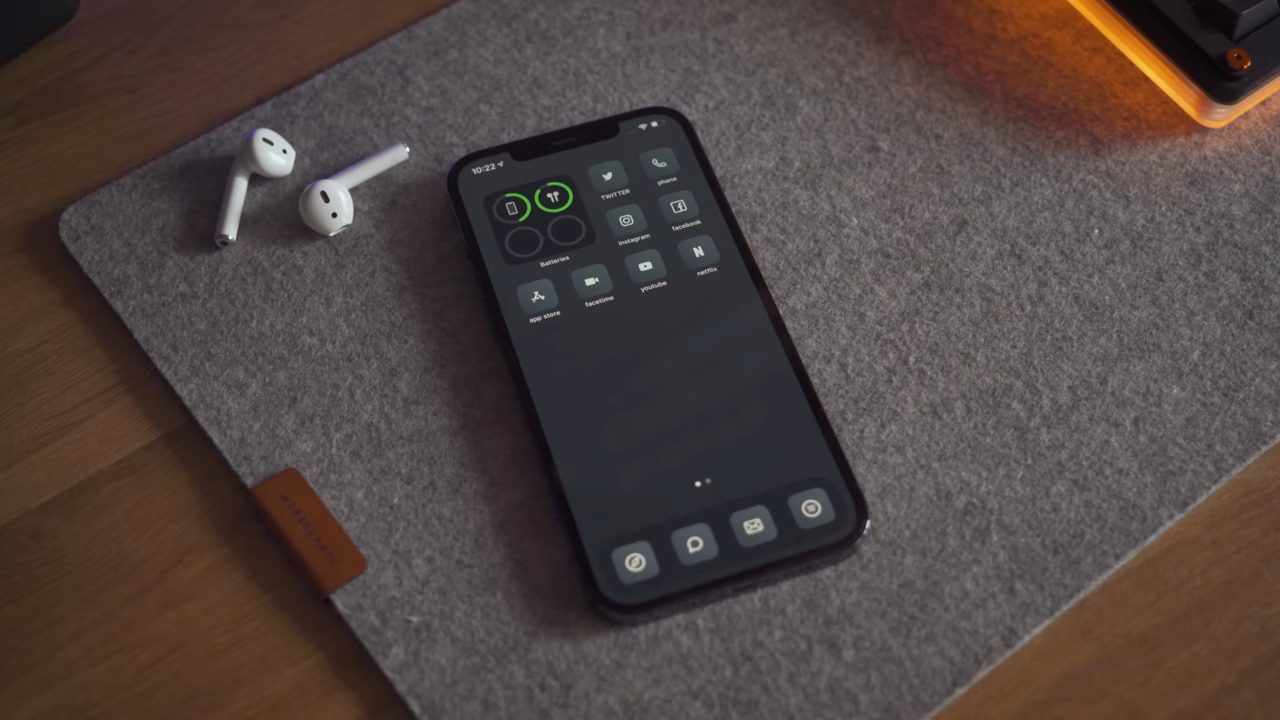 10:22
TWITTER
phone
instagram
facebook
Batteries
app store
facetime
youtube
netflix